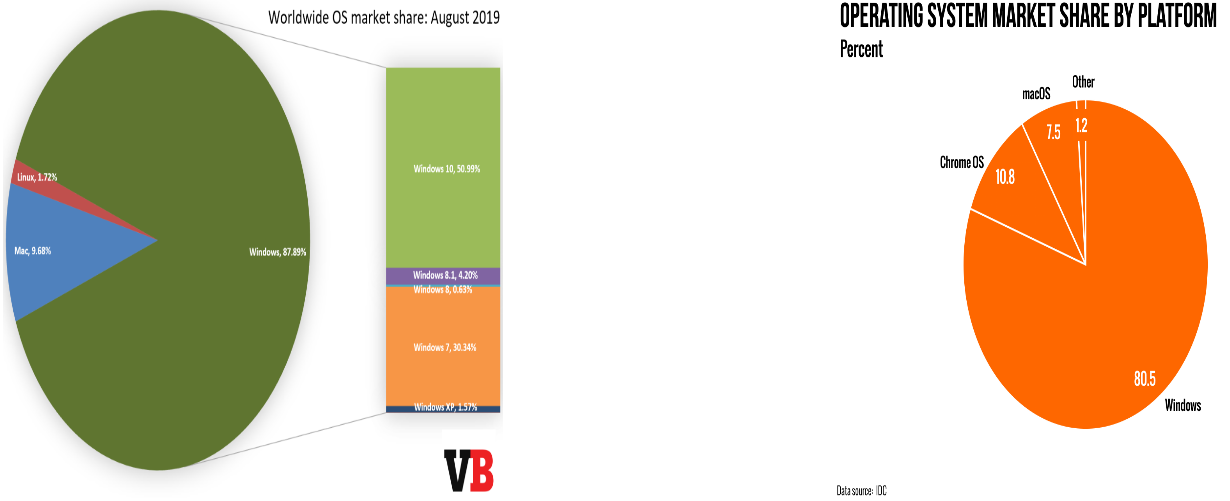 Worldwide OS market share: August 2019
Linux, 1.72%
Mac, 9.68%
Windows, 87.89%
Windows 10, 50.99%
Windows 8.1, 4.20%
Windows 8, 0.63%
Windows 7, 30.34%
Windows XP, 1.57%
VB
OPERATING SYSTEM MARKET SHARE BY PLATFORM
Percent
Other
macOS
1.2
7.5
Chrome OS
10.8
80.5
Windows
Data source: IDC